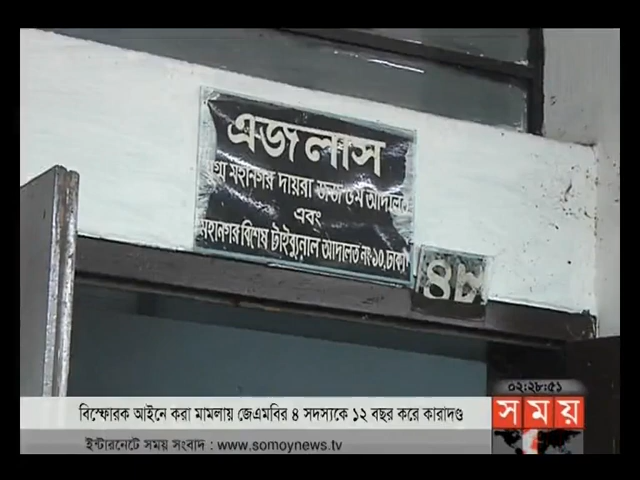 এজলাস
মহানগর দায়রা জজ ৬ষ্ঠ আদালত
এবং
মহানগর বিশেষ ট্রাইব্যুনাল আদালত নং-১০, ঢাকা
০২:২৮:৫১
বিস্ফোরক আইনে করা মামলায় জেএমবির ৪ সদস্যকে ১২ বছর করে কারাদণ্ড
সময়
ইন্টারনেটে সময় সংবাদ : www.somoynews.tv